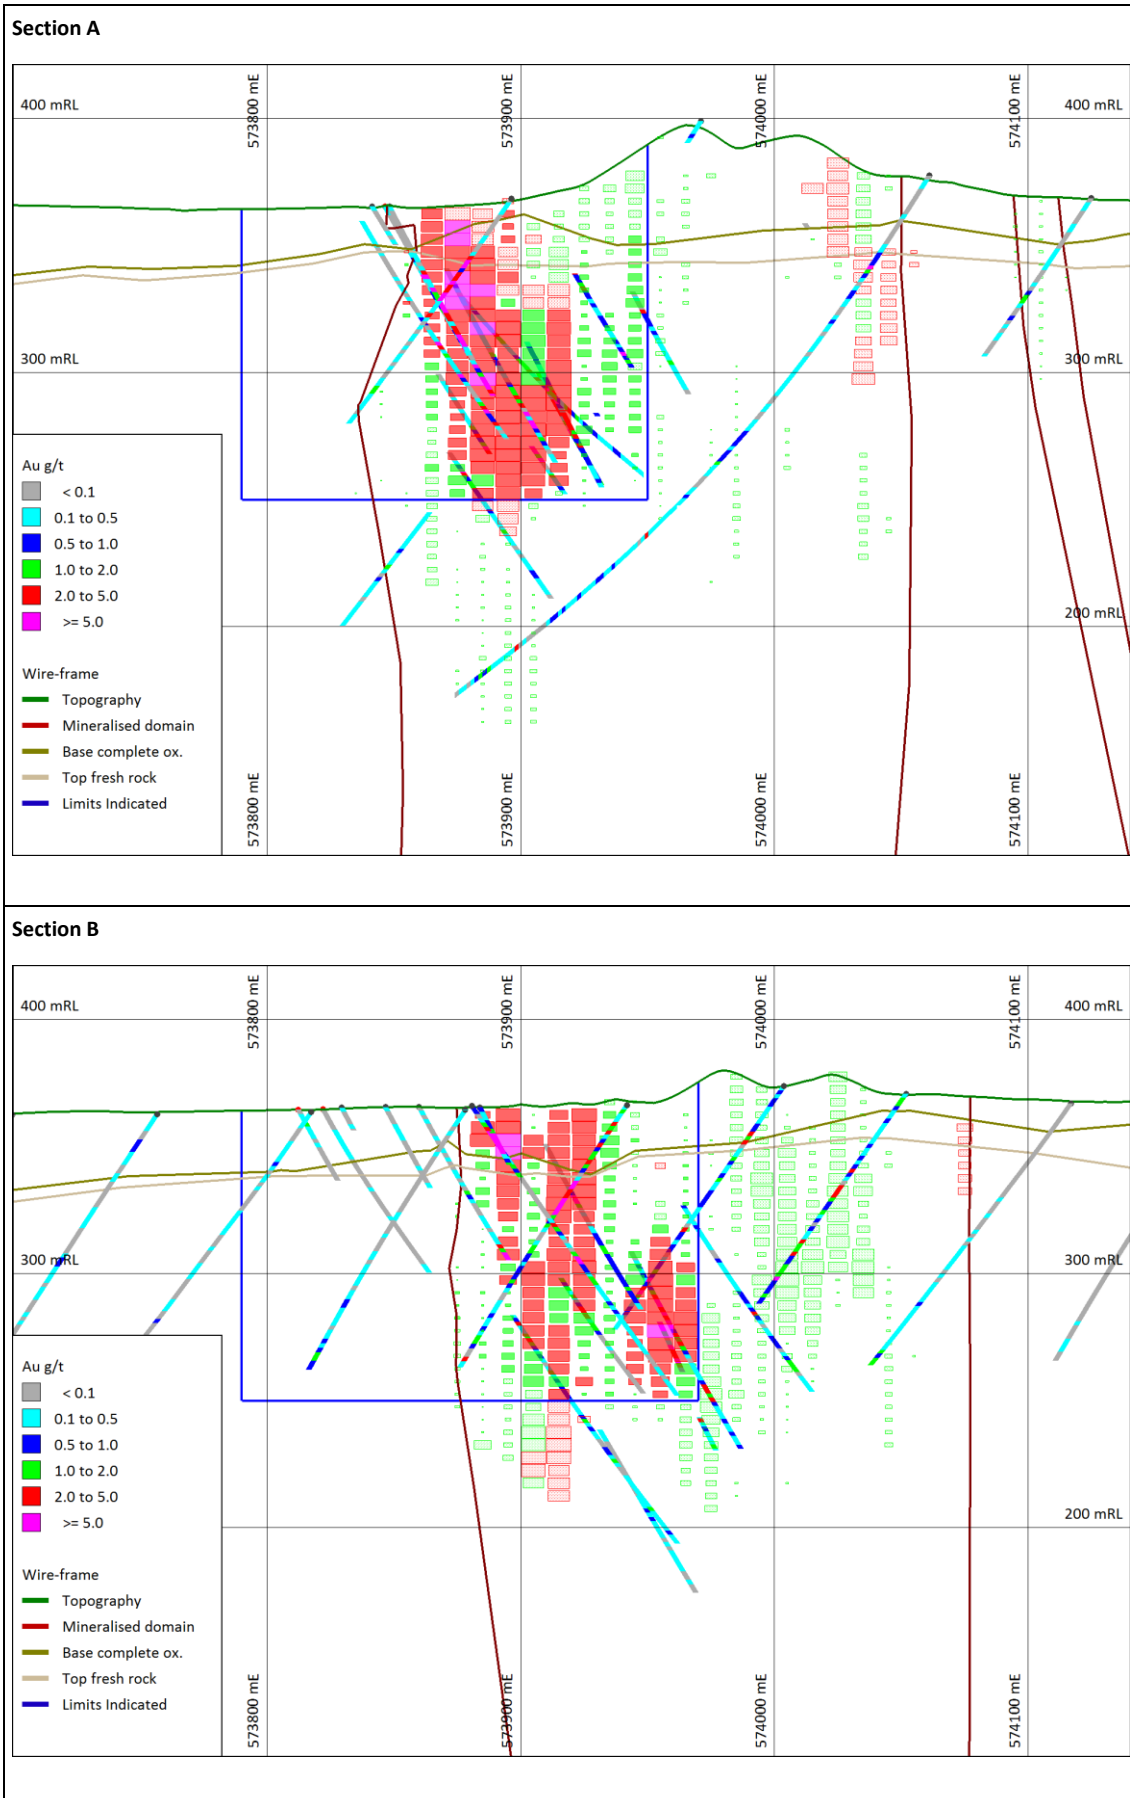 Section A
573800 mE
573900 mE
574000 mE
574100 mE
400 mRL
400 mRL
300 mRL
300 mRL
Au g/t
< 0.1
0.1 to 0.5
0.5 to 1.0
1.0 to 2.0
2.0 to 5.0
>= 5.0
200 mRL
200 mRL
Wire-frame
Topography
Mineralised domain
Base complete ox.
Top fresh rock
Limits Indicated
573800 mE
573900 mE
574000 mE
574100 mE
Section B
573800 mE
573900 mE
574000 mE
574100 mE
400 mRL
400 mRL
300 mRL
300 mRL
Au g/t
< 0.1
0.1 to 0.5
0.5 to 1.0
1.0 to 2.0
2.0 to 5.0
>= 5.0
200 mRL
Wire-frame
Topography
Mineralised domain
Base complete ox.
Top fresh rock
Limits Indicated
573800 mE
573900 mE
574000 mE
574100 mE